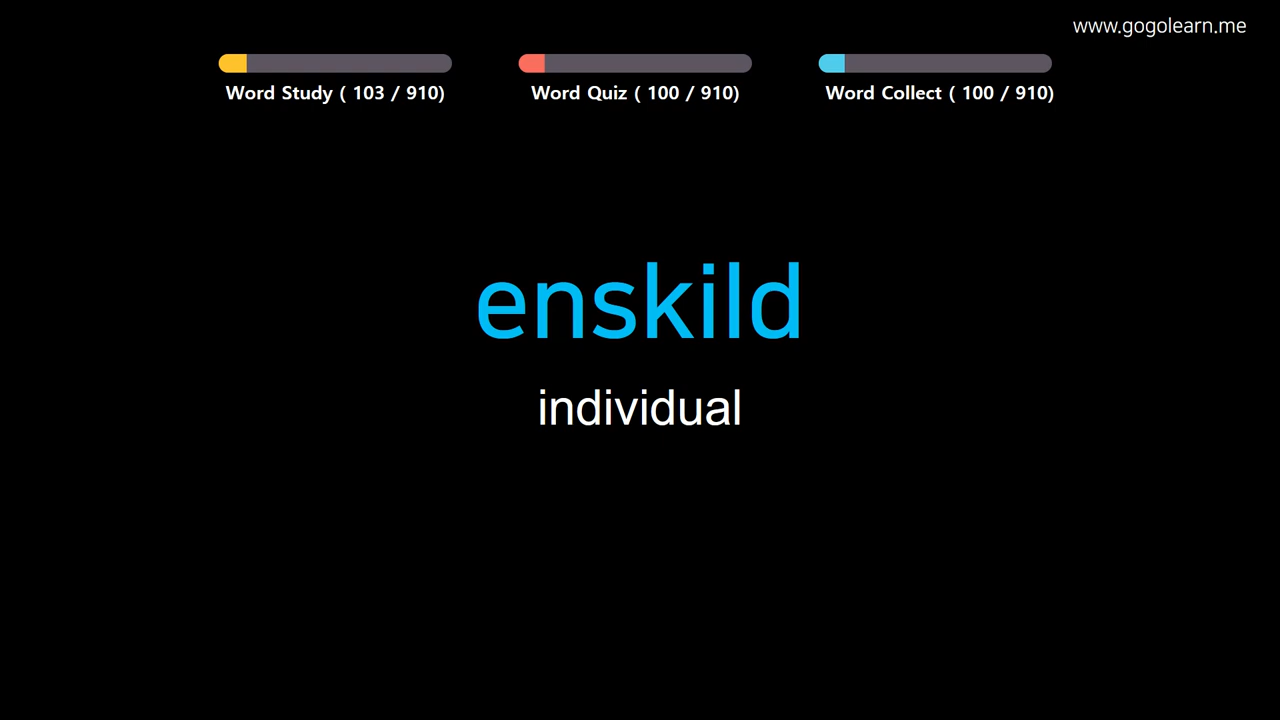 www.gogolearn.me
Word Study ( 103 / 910)
Word Quiz ( 100 / 910)
Word Collect ( 100 / 910)
enskild
individual